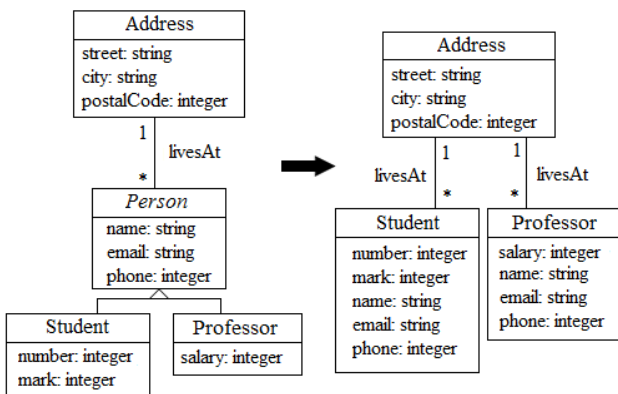 Address
street: string
city: string
postalCode: integer
1
livesAt
*
Person
name: string
email: string
phone: integer
Student
number: integer
mark: integer
Professor
salary: integer
Address
street: string
city: string
postalCode: integer
1
livesAt
*
1
livesAt
*
Student
number: integer
mark: integer
name: string
email: string
phone: integer
Professor
salary: integer
name: string
email: string
phone: integer